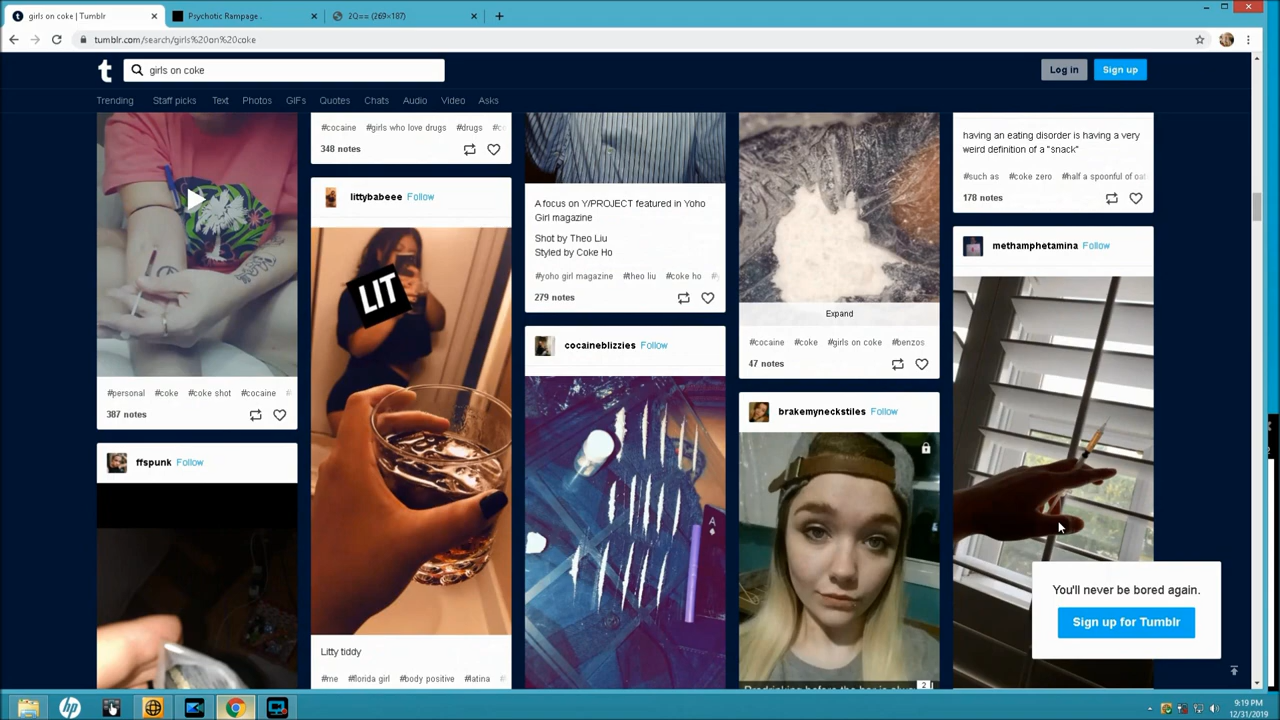 girls on coke | Tumblr
Psychotic Rampage
2Q== (269×187)
tumblr.com/search/girls%20on%20coke
t
girls on coke
Log in
Sign up
Trending Staff picks Text Photos GIFs Quotes Chats Audio Video Asks
#personal #coke #coke shot #cocaine #
387 notes
ffspunk Follow
#cocaine #girls who love drugs #drugs
348 notes
littybabeee Follow
LIT
Litty tiddy
#me #florida girl #body positive #latina
A focus on Y/PROJECT featured in Yoho
Girl magazine
Shot by Theo Liu
Styled by Coke Ho
#yoho girl magazine #theo liu #coke ho
279 notes
cocaineblizzies Follow
A
Expand
#cocaine #coke #girls on coke #benzos
47 notes
brakemyneckstiles Follow
2
having an eating disorder is having a very
weird definition of a "snack"
#such as #coke zero #half a spoonful of oat
178 notes
methamphetamina Follow
You'll never be bored again.
Sign up for Tumblr
hp
9:19 PM
12/31/2019